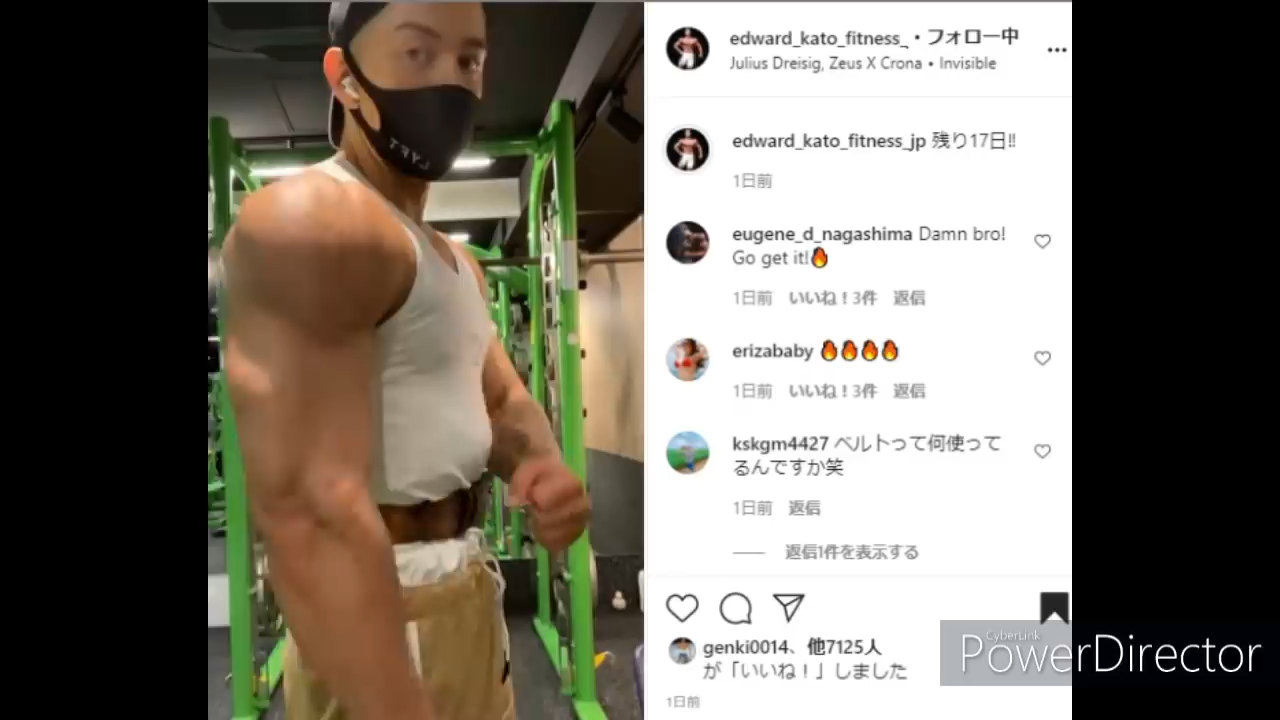 edward_kato_fitness_・フォロー中
Julius Dreisig, Zeus X Crona • Invisible
edward_kato_fitness_jp 残り17日‼
1日前
eugene_d_nagashima Damn bro!
Go get it!🔥
1日前 いいね！3件 返信
erizababy 🔥🔥🔥🔥
1日前 いいね！3件 返信
kskgm4427 ベルトって何使って
るんですか笑
1日前 返信
返信1件を表示する
genki0014、他7125人
が「いいね！」しました
1日前
CyberLink
PowerDirector